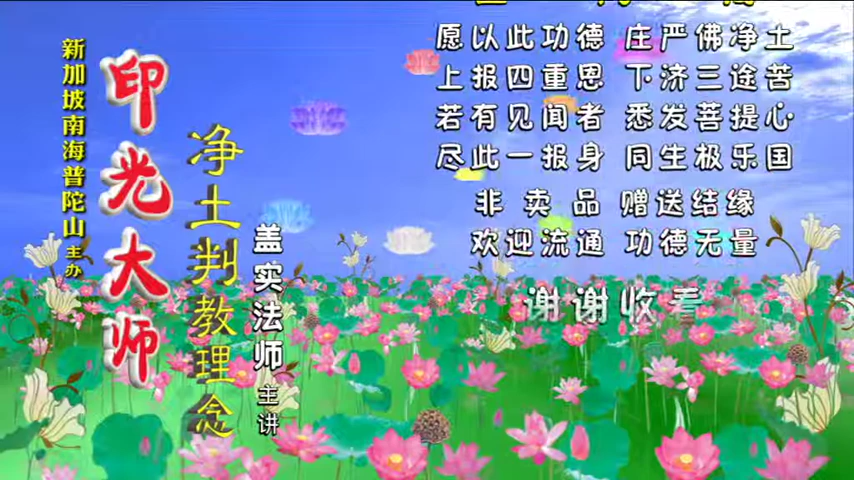 新加坡南海普陀山主办
印光大师
净土判教理念
盖实法师主讲
愿以此功德 庄严佛净土
上报四重恩 下济三途苦
若有见闻者 悉发菩提心
尽此一报身 同生极乐国
非卖品 赠送结缘
欢迎流通 功德无量
谢谢收看